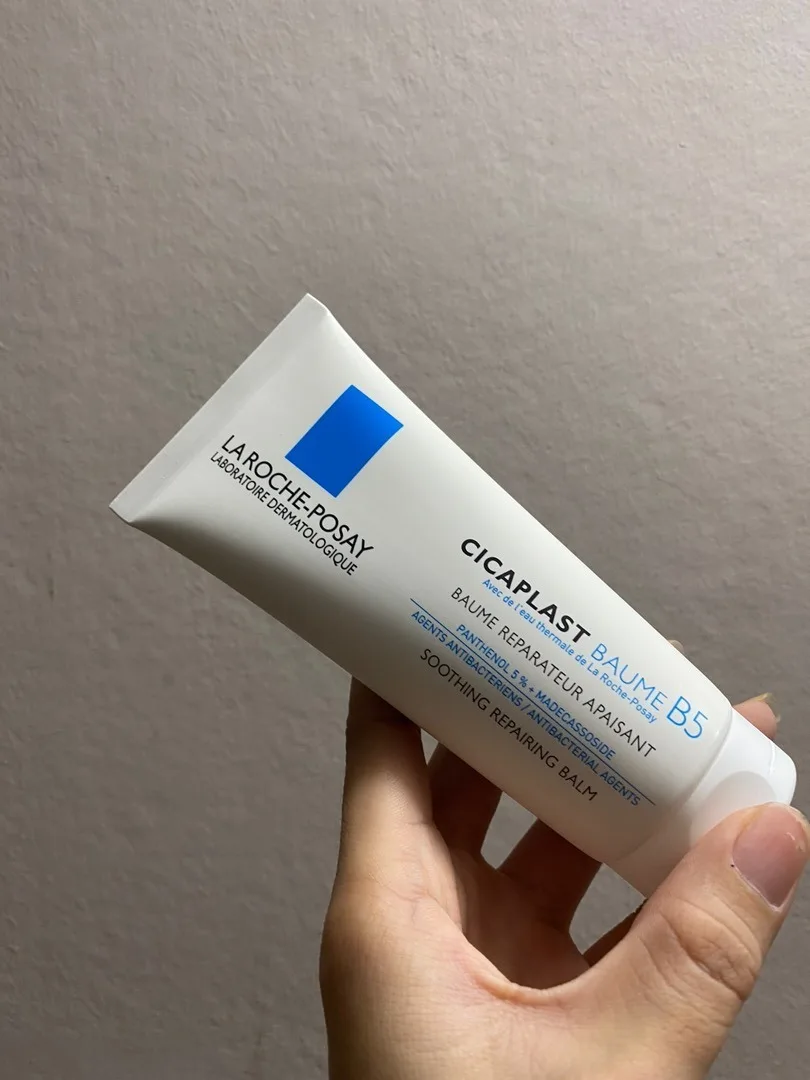 LA ROCHE-POSAY
LABORATOIRE DERMATOLOGIQUE
CICAPLAST BAUME B5
Avec de l'eau thermale de La Roche-Posay
BAUME REPARATEUR APAISANT
PANTHENOL 5 % + MADECASSOSIDE
AGENTS ANTIBACTERIENS / ANTIBACTERIAL AGENTS
SOOTHING REPAIRING BALM